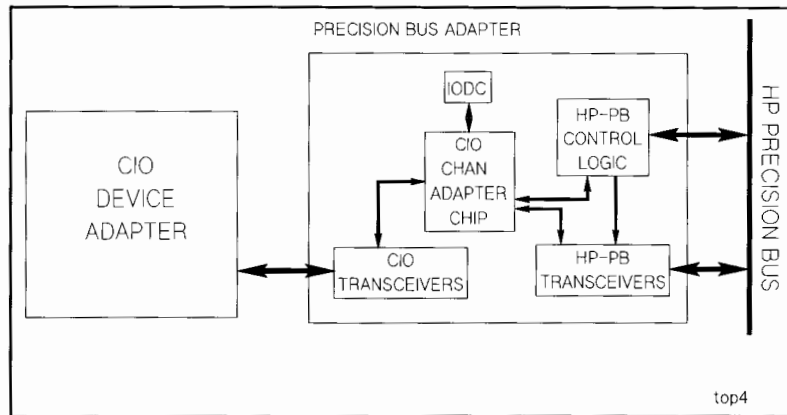 PRECISION BUS ADAPTER
CIO
DEVICE
ADAPTER
IODC
CIO
CHAN
ADAPTER
CHIP
HP-PB
CONTROL
LOGIC
CIO
TRANSCEIVERS
HP-PB
TRANSCEIVERS
HP PRECISION BUS
top4